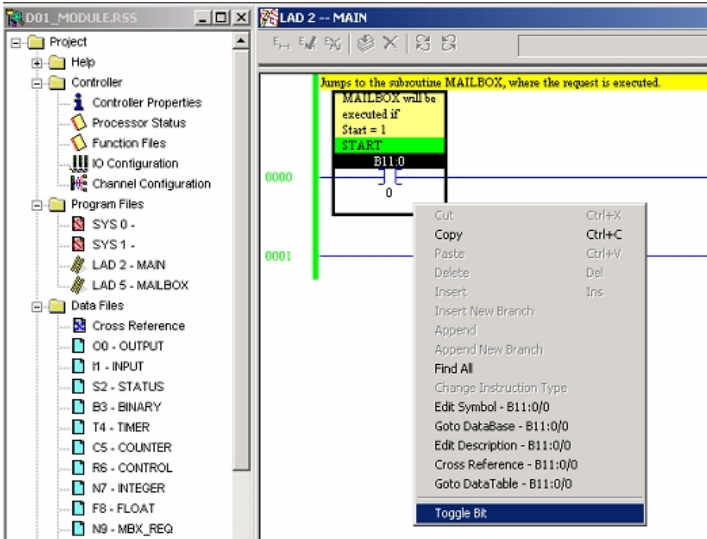 D01_MODULE.RSS
Project
Help
Controller
Controller Properties
Processor Status
Function Files
IO Configuration
Channel Configuration
Program Files
SYS 0 -
SYS 1 -
LAD 2 - MAIN
LAD 5 - MAILBOX
Data Files
Cross Reference
O0 - OUTPUT
I1 - INPUT
S2 - STATUS
B3 - BINARY
T4 - TIMER
C5 - COUNTER
R6 - CONTROL
N7 - INTEGER
F8 - FLOAT
N9 - MBX_REQ
LAD 2 -- MAIN
Jumps to the subroutine MAILBOX, where the request is executed.
MAILBOX will be
executed if
Start = 1
START
B11:0
0000
0
0001
Cut Ctrl+X
Copy Ctrl+C
Paste Ctrl+V
Delete Del
Insert Ins
Insert New Branch
Append
Append New Branch
Find All
Change Instruction Type
Edit Symbol - B11:0/0
Goto DataBase - B11:0/0
Edit Description - B11:0/0
Cross Reference - B11:0/0
Goto DataTable - B11:0/0
Toggle Bit